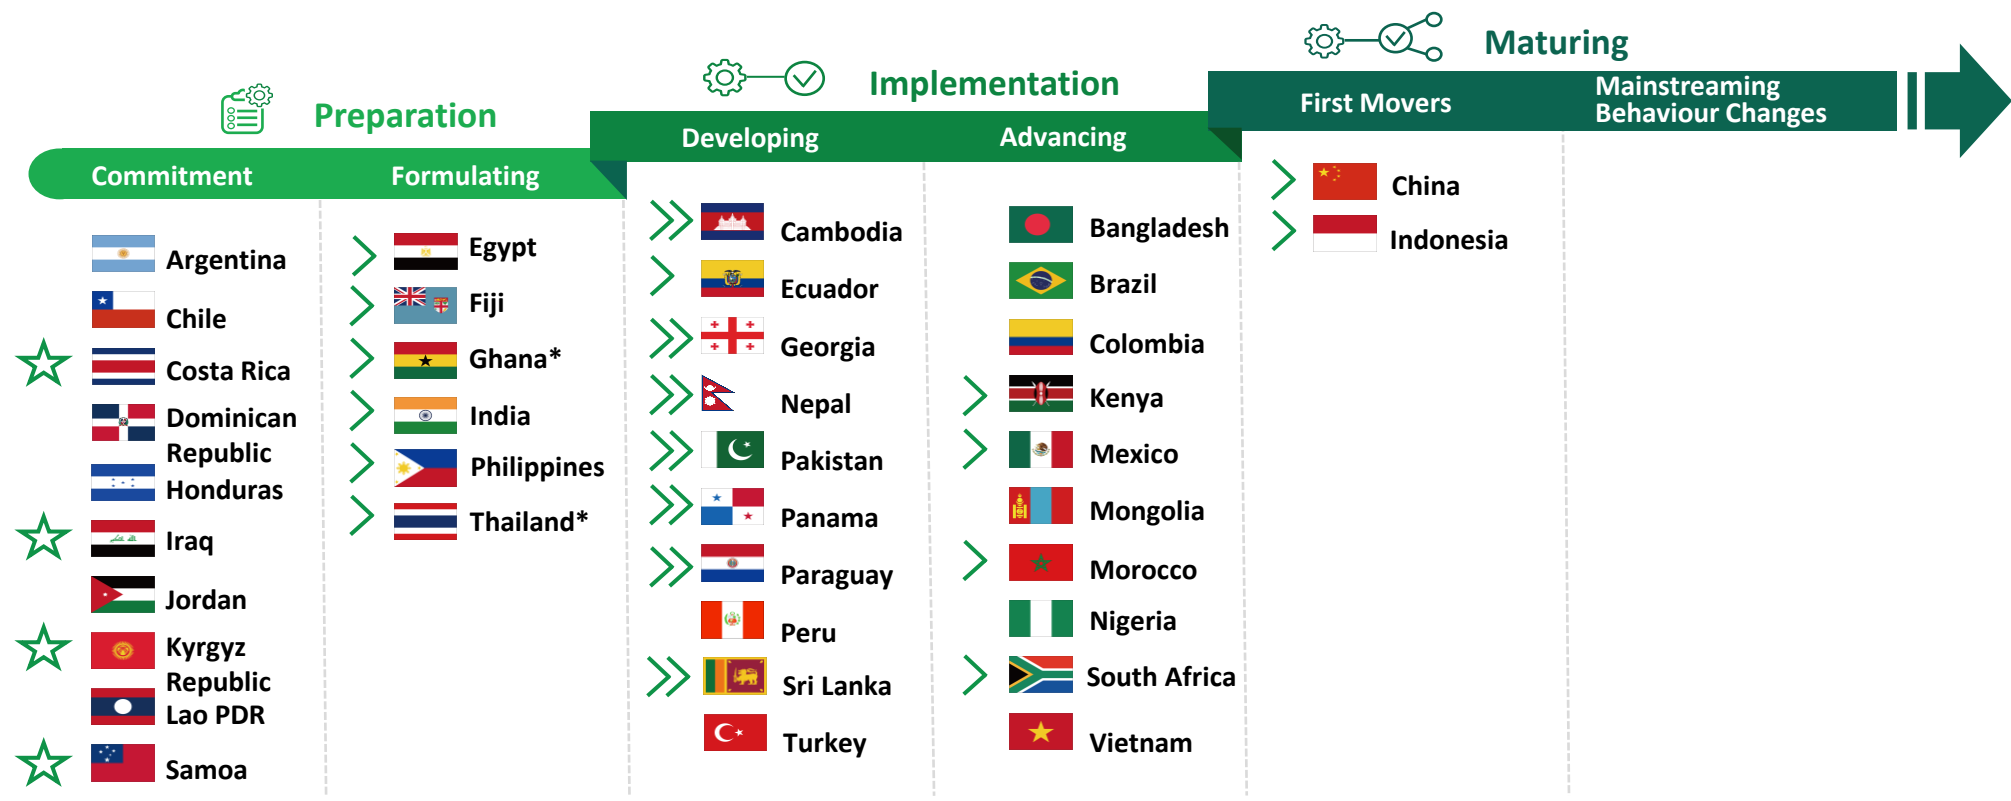 Preparation
Commitment
Formulating
Implementation
Developing
Advancing
Maturing
First Movers
Mainstreaming
Behaviour Changes
Argentina
Chile
Costa Rica
Dominican
Republic
Honduras
Iraq
Jordan
Kyrgyz
Republic
Lao PDR
Samoa
Egypt
Fiji
Ghana*
India
Philippines
Thailand*
Cambodia
Ecuador
Georgia
Nepal
Pakistan
Panama
Paraguay
Peru
Sri Lanka
Turkey
Bangladesh
Brazil
Colombia
Kenya
Mexico
Mongolia
Morocco
Nigeria
South Africa
Vietnam
China
Indonesia